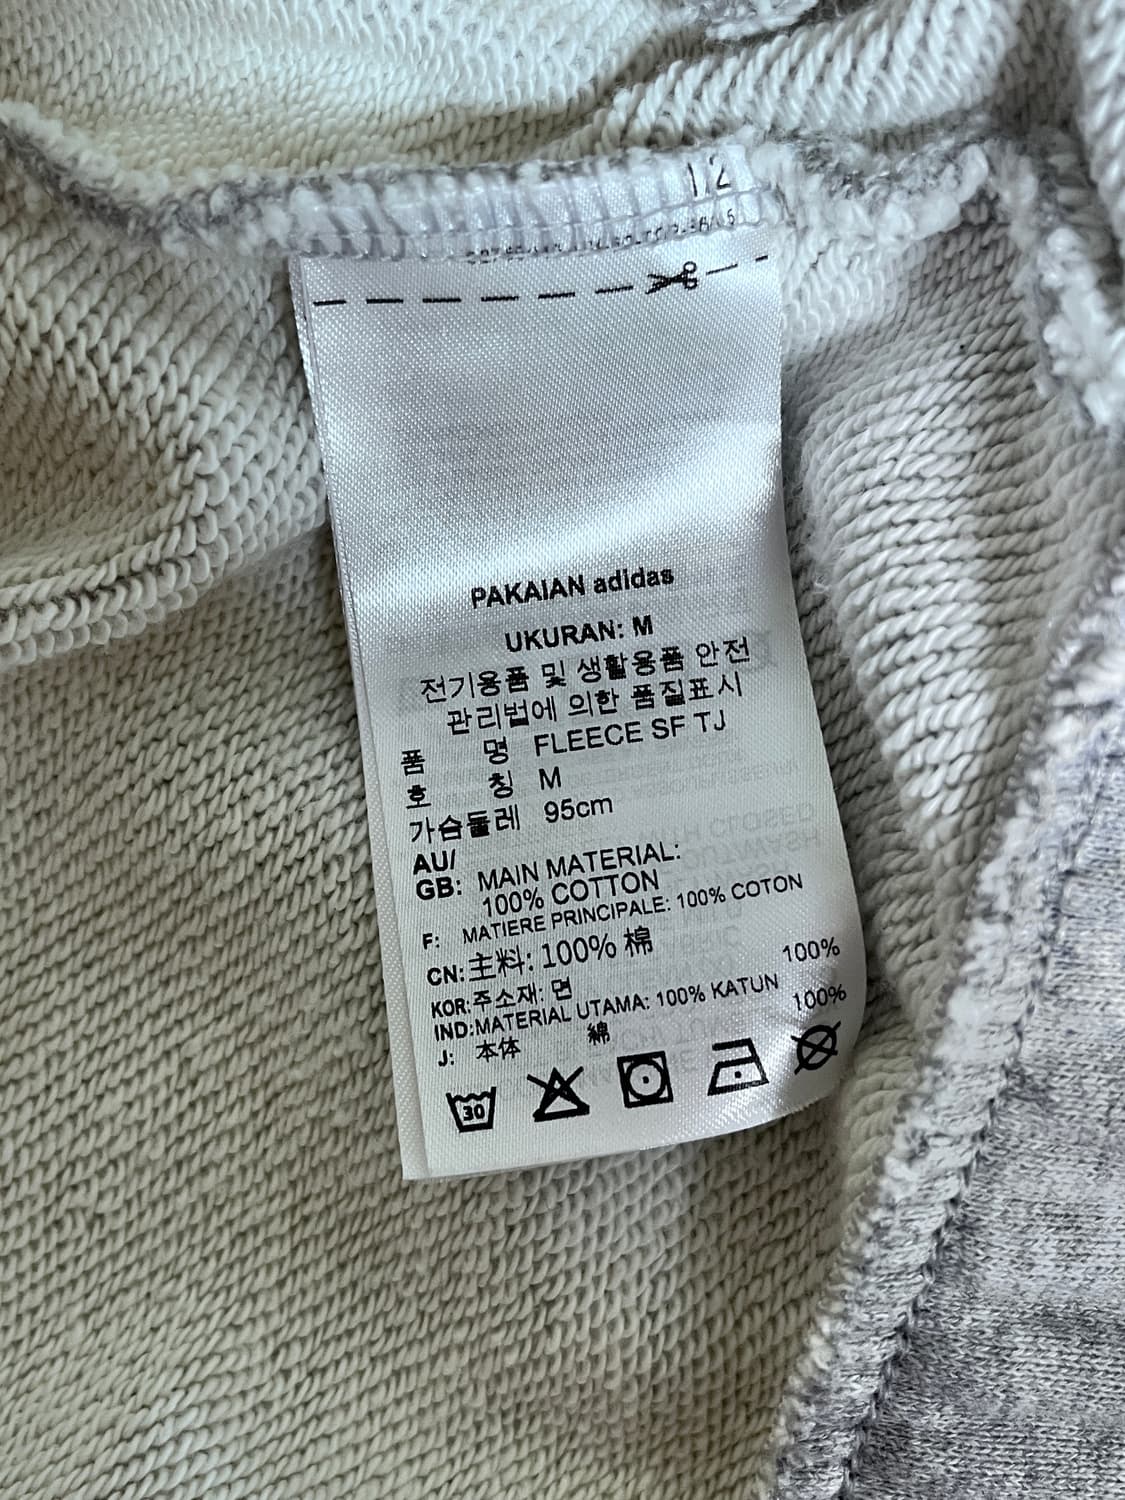 12
PAKAIAN adidas
UKURAN: M
전기용품 및 생활용품 안전
관리법에 의한 품질표시
품 명 FLEECE SF TJ
호 칭 M
가슴둘레 95cm
AU/
GB: MAIN MATERIAL:
100% COTTON
F: MATIERE PRINCIPALE: 100% COTON
CN: 主料: 100% 棉
KOR: 주소재: 면 100%
IND: MATERIAL UTAMA: 100% KATUN
J: 本体 綿 100%
30